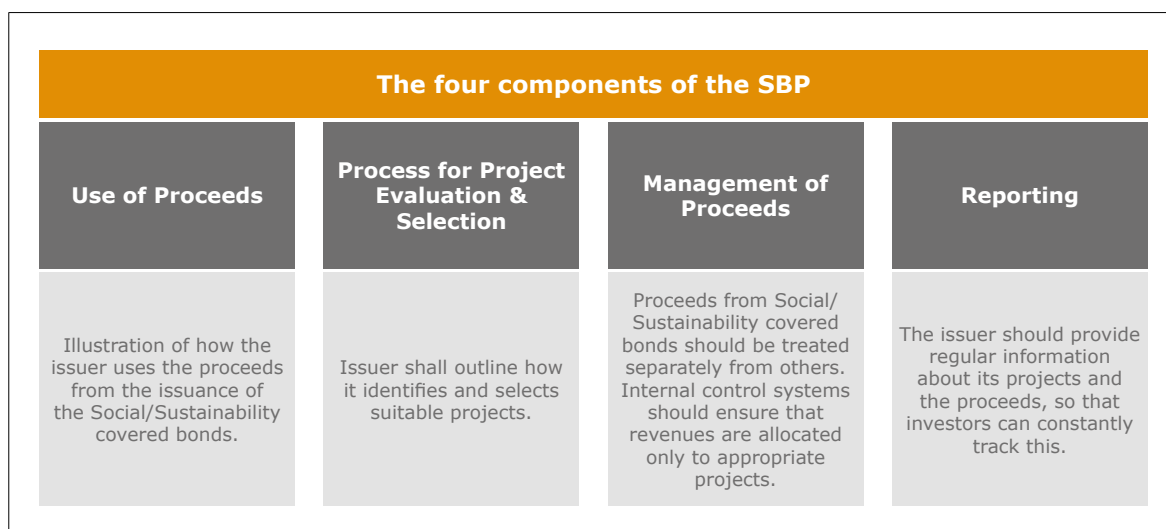 The four components of the SBP
Use of Proceeds
Process for Project
Evaluation &
Selection
Management of
Proceeds
Reporting
Illustration of how the
issuer uses the proceeds
from the issuance of
the Social/Sustainability
covered bonds.
Issuer shall outline how
it identifies and selects
suitable projects.
Proceeds from Social/
Sustainability covered
bonds should be treated
separately from others.
Internal control systems
should ensure that
revenues are allocated
only to appropriate
projects.
The issuer should provide
regular information
about its projects and
the proceeds, so that
investors can constantly
track this.